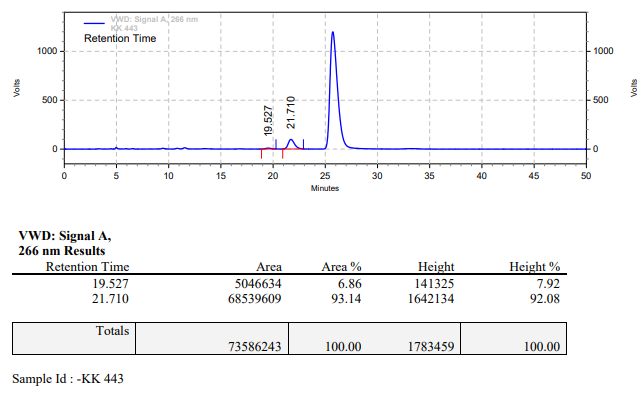 VWD: Signal A, 266 nm
KK 443
Retention Time
1000
500
0
1000
500
0
Volts
Volts
19.527
21.710
0 5 10 15 20 25 30 35 40 45 50
Minutes
VWD: Signal A,
266 nm Results
Retention Time Area Area % Height Height %
19.527 5046634 6.86 141325 7.92
21.710 68539609 93.14 1642134 92.08
Totals
73586243 100.00 1783459 100.00
Sample Id : -KK 443